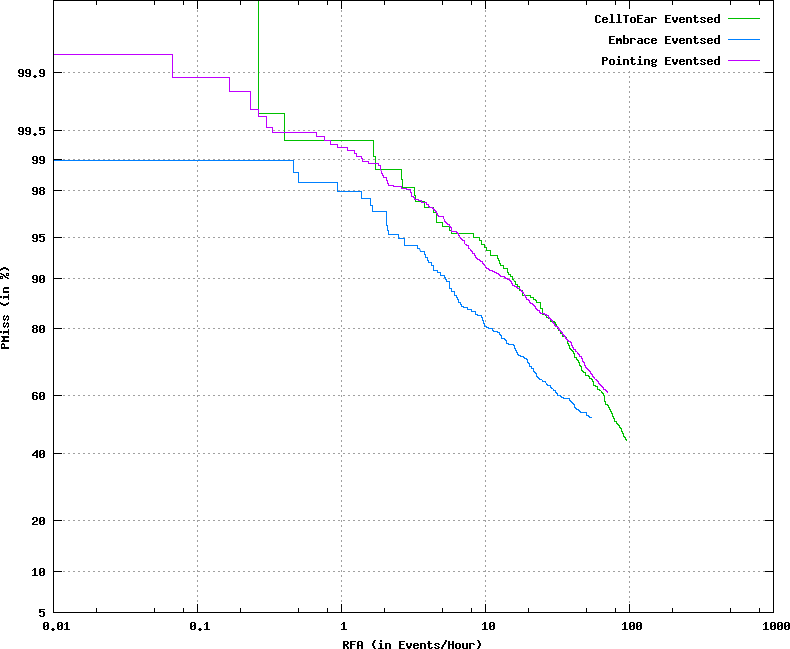 CellToEar Eventsed
Embrace Eventsed
Pointing Eventsed
99.9
99.5
99
98
95
90
80
60
40
20
10
5
PMiss (in %)
0.01 0.1 1 10 100 1000
RFA (in Events/Hour)